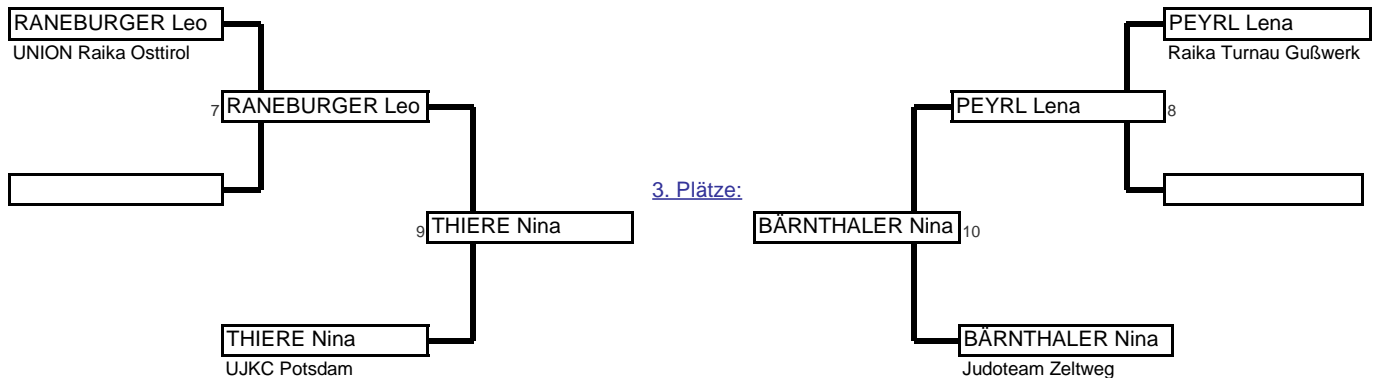 RANEBURGER Leo
UNION Raika Osttirol
7 RANEBURGER Leo
9 THIERE Nina
THIERE Nina
UJKC Potsdam
3. Plätze:
PEYRL Lena
Raika Turnau Gußwerk
PEYRL Lena 8
BÄRNTHALER Nina 10
BÄRNTHALER Nina
Judoteam Zeltweg